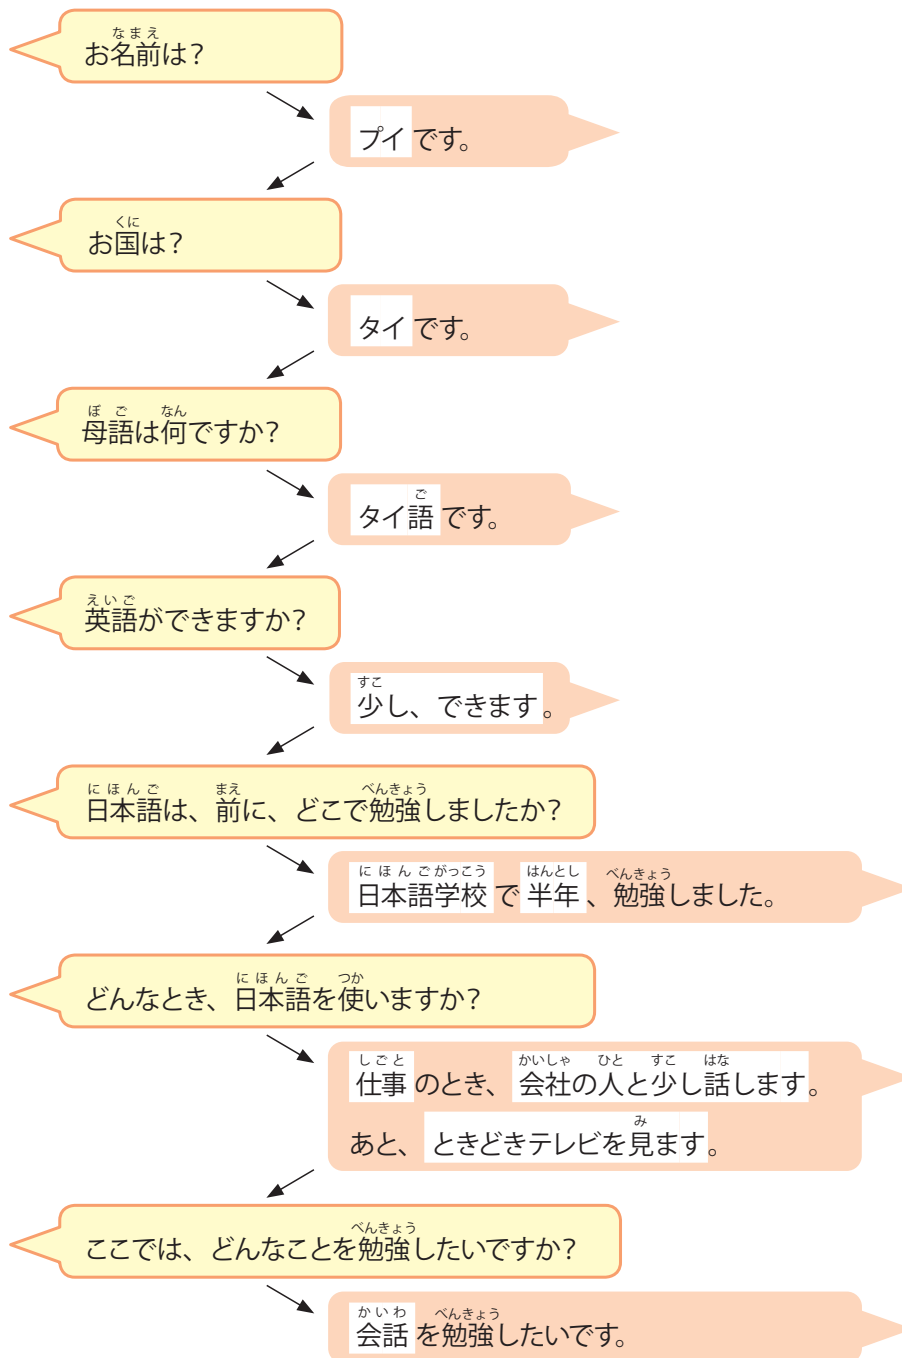 お名前は？
プイです。
お国は？
タイです。
母語は何ですか？
タイ語です。
英語ができますか？
少し、できます。
日本語は、前に、どこで勉強しましたか？
日本語学校で半年、勉強しました。
どんなとき、日本語を使いますか？
仕事のとき、会社の人と少し話します。
あと、ときどきテレビを見ます。
ここでは、どんなことを勉強したいですか？
会話を勉強したいです。